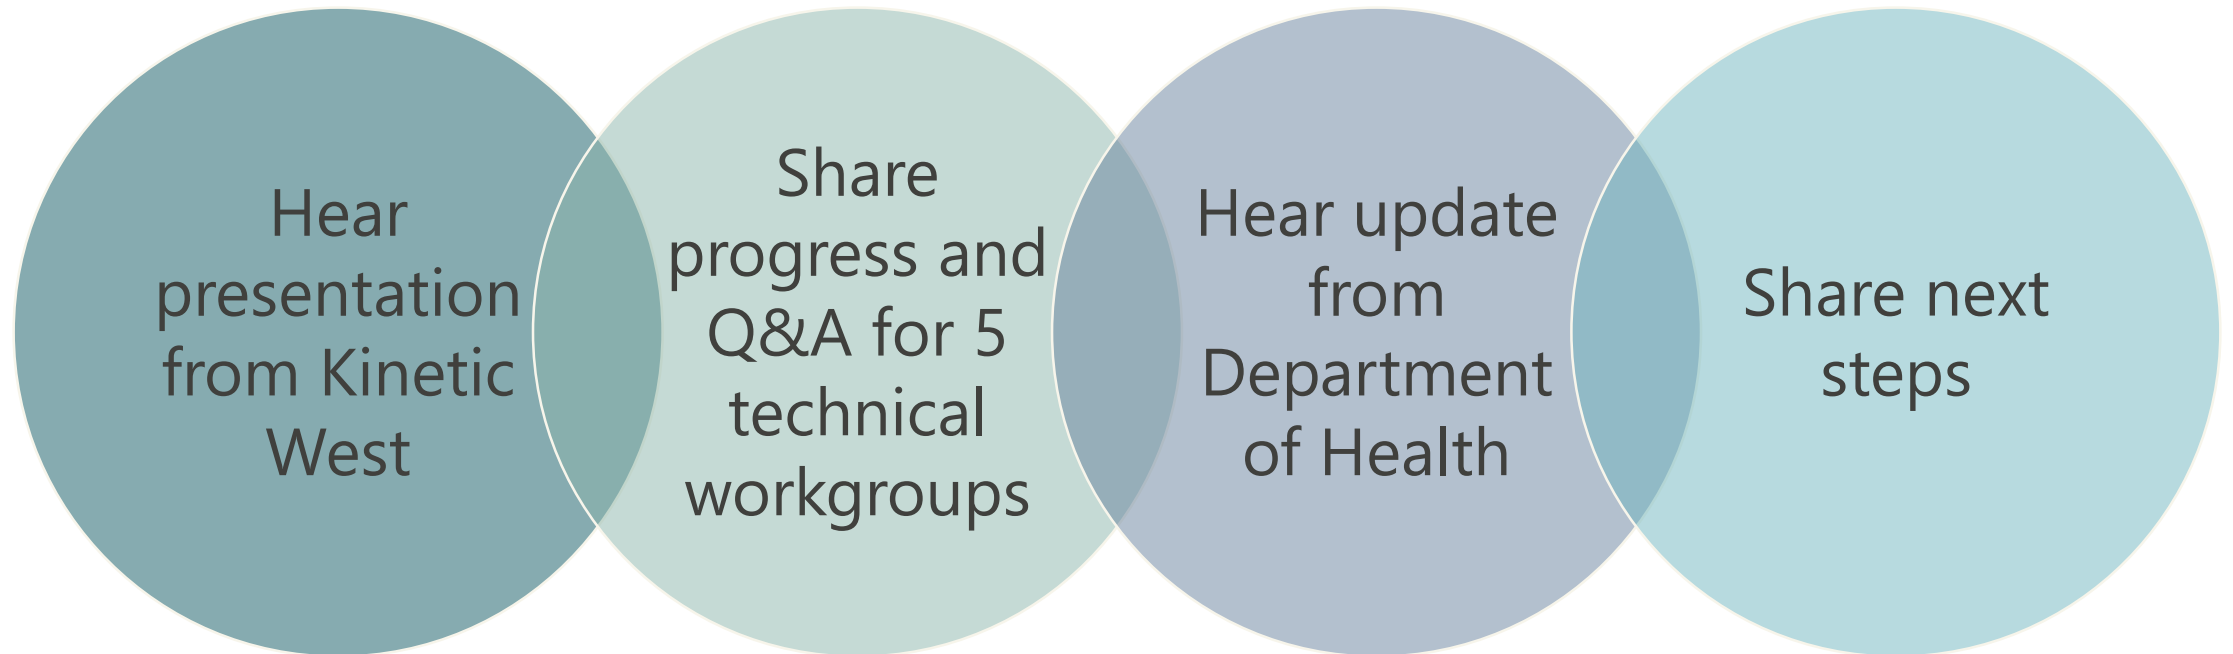 Hear
presentation
from Kinetic
West
Share
progress and
Q&A for 5
technical
workgroups
Hear update
from
Department
of Health
Share next
steps